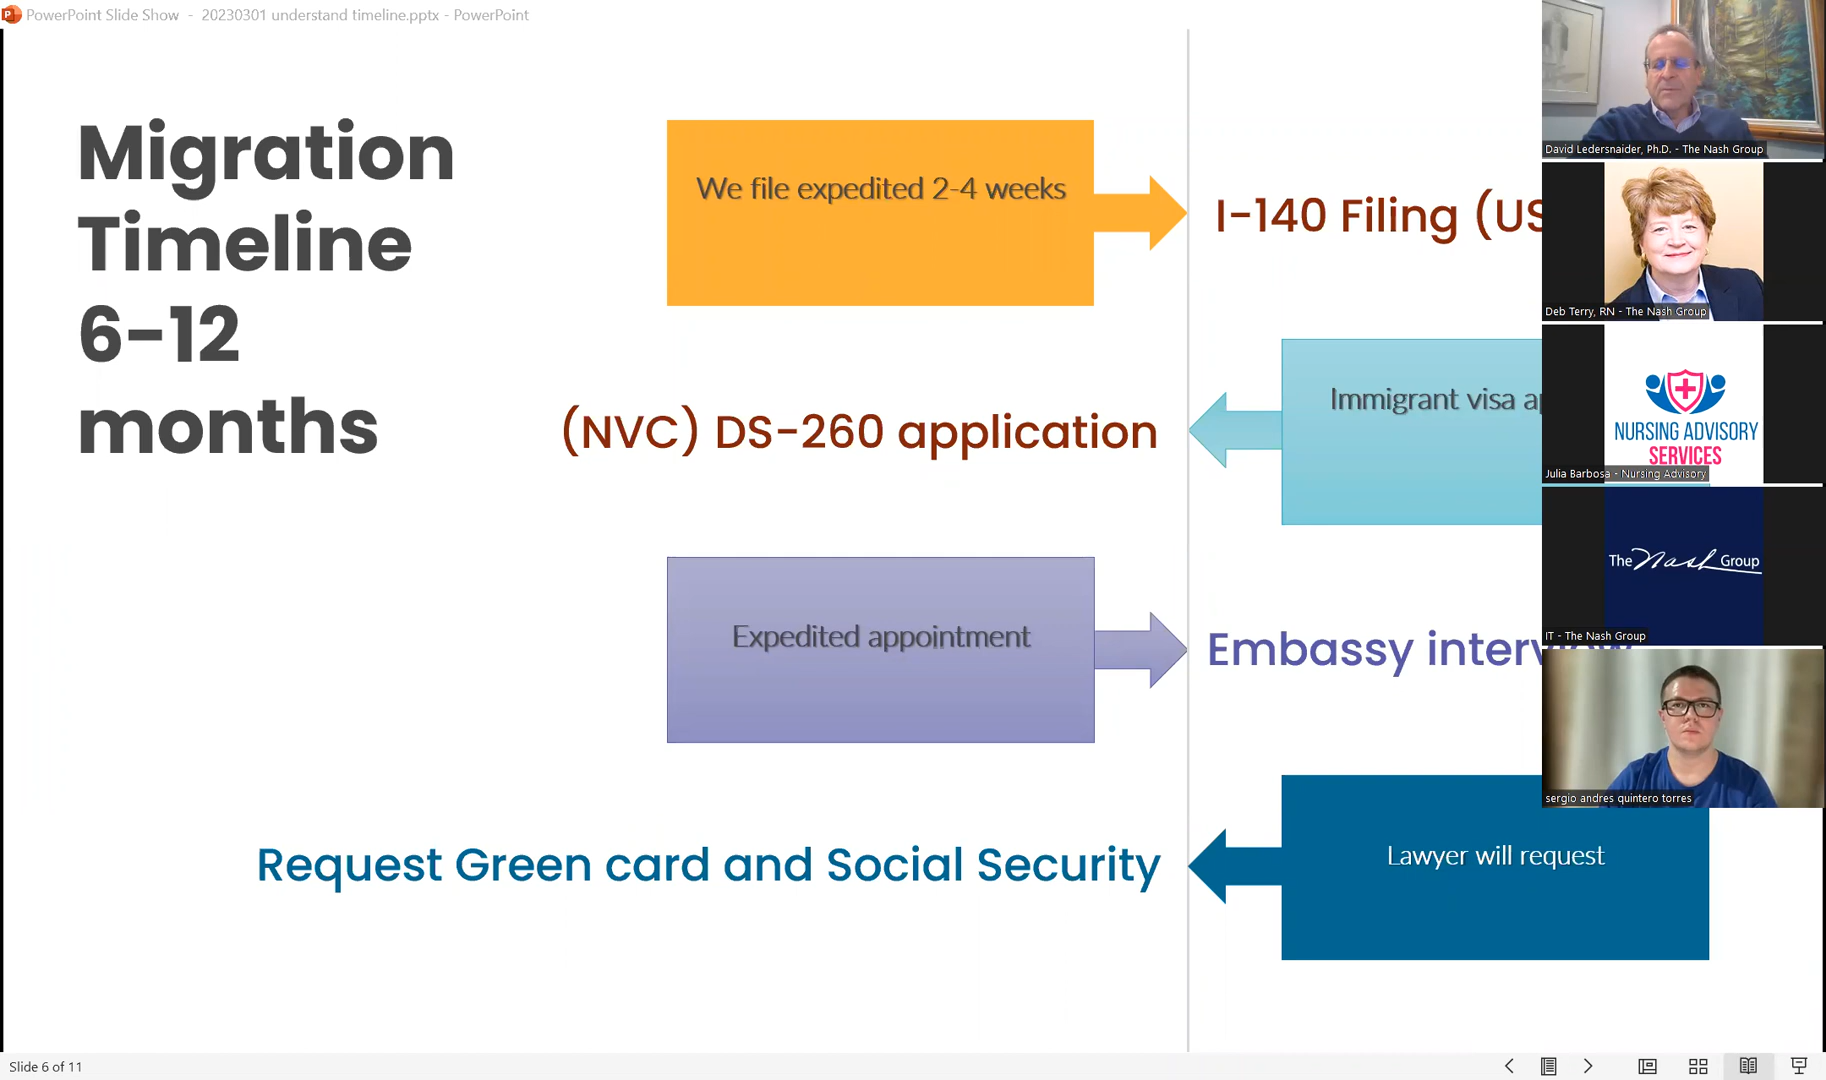 PowerPoint Slide Show - 20230301 understand timeline.pptx - PowerPoint
Migration
Timeline
6-12
months
We file expedited 2-4 weeks
I-140 Filing
(NVC) DS-260 application
Immigrant visa
Expedited appointment
Embassy
Request Green card and Social Security
Lawyer will request
David Ledersnaider, Ph.D. - The Nash Group
Deb Terry, RN - The Nash Group
NURSING ADVISORY
SERVICES
Julia Barbosa - Nursing Advisory
The Nash Group
IT - The Nash Group
sergio andres quintero torres
Slide 6 of 11